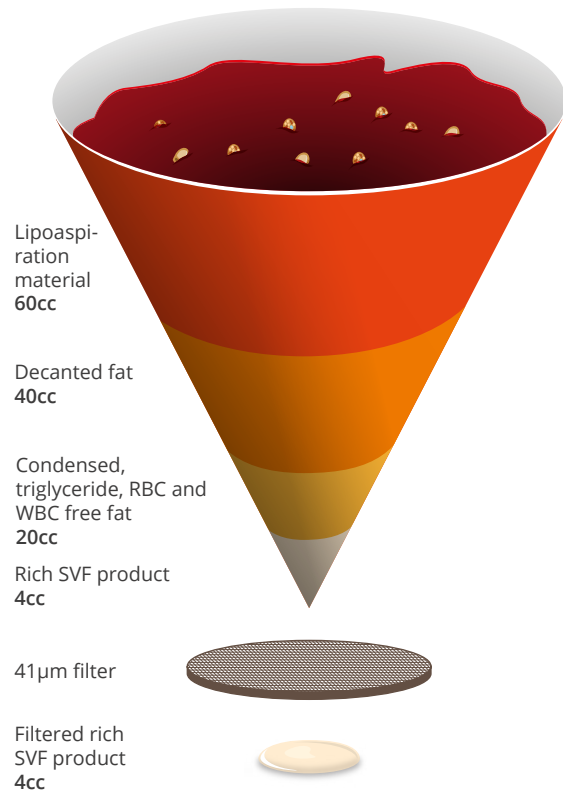 Lipoaspi-
ration
material
60cc
Decanted fat
40cc
Condensed,
triglyceride, RBC and
WBC free fat
20cc
Rich SVF product
4cc
41µm filter
Filtered rich
SVF product
4cc